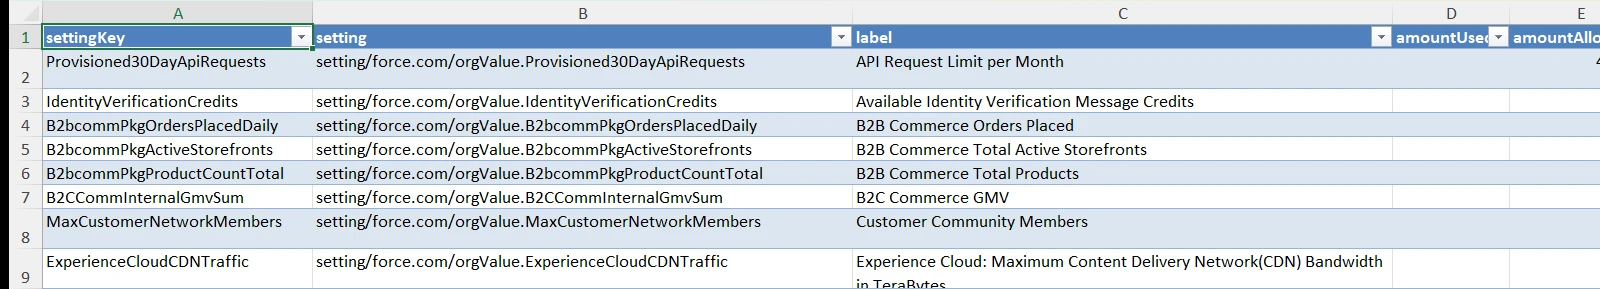 A B C D E
1 settingKey setting label amountUsed amountAllo
2 ProvisionedD30DayApiRequests setting/force.com/orgValue.Provisioned30DayApiRequests API Request Limit per Month
3 IdentityVerificationCredits setting/force.com/orgValue.IdentityVerificationCredits Available Identity Verification Message Credits
4 B2bcommPkgOrdersPlacedDaily setting/force.com/orgValue.B2bcommPkgOrdersPlacedDaily B2B Commerce Orders Placed
5 B2bcommPkgActiveStorefronts setting/force.com/orgValue.B2bcommPkgActiveStorefronts B2B Commerce Total Active Storefronts
6 B2bcommPkgProductCountTotal setting/force.com/orgValue.B2bcommPkgProductCountTotal B2B Commerce Total Products
7 B2CCommInternalGmvSum setting/force.com/orgValue.B2CCommInternalGmvSum B2C Commerce GMV
8 MaxCustomerNetworkMembers setting/force.com/orgValue.MaxCustomerNetworkMembers Customer Community Members
9 ExperienceCloudCDNTraffic setting/force.com/orgValue.ExperienceCloudCDNTraffic Experience Cloud: Maximum Content Delivery Network(CDN) Bandwidth
in TeraBytes